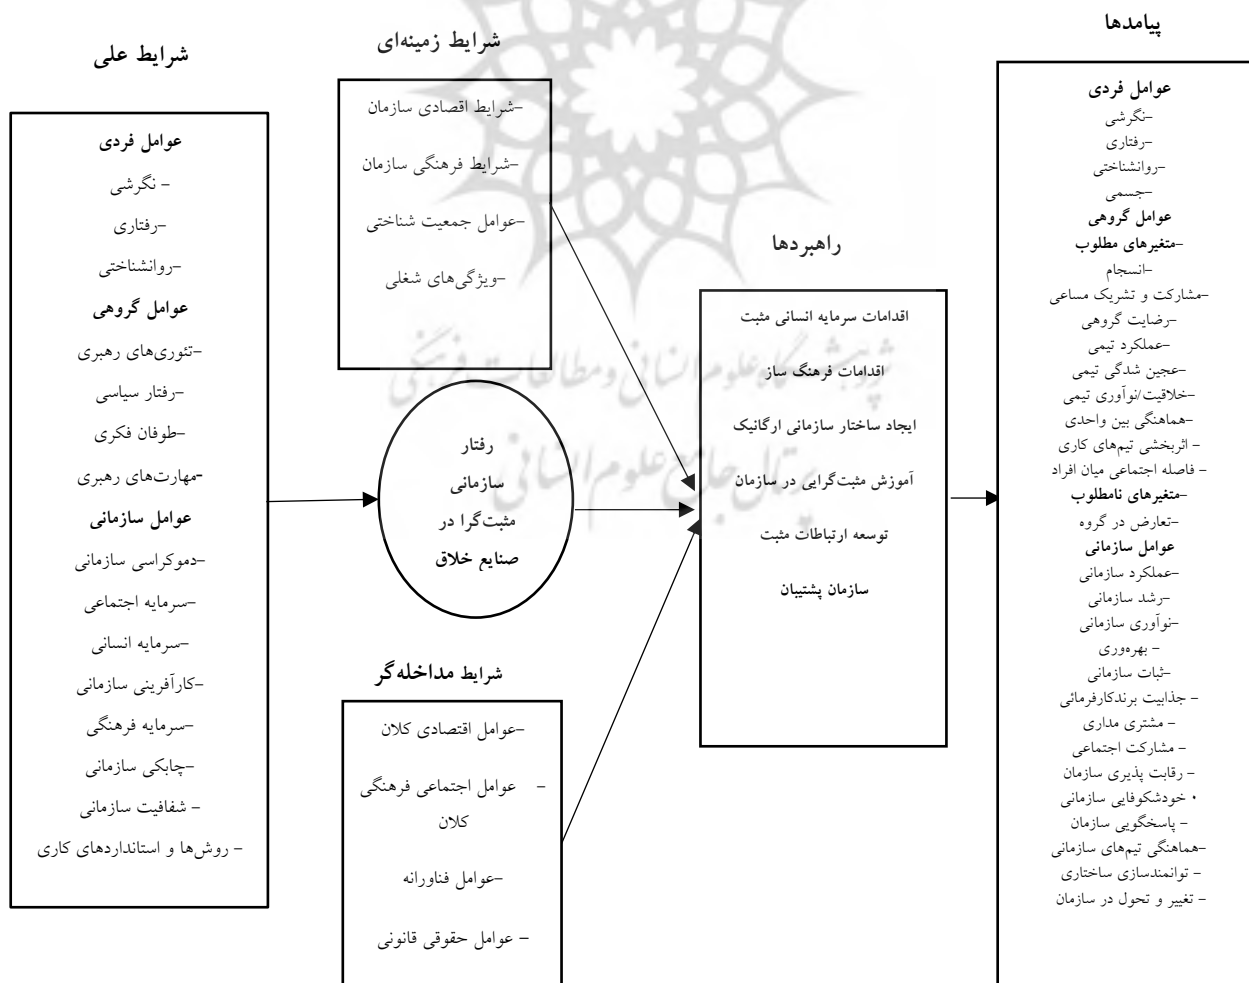 شرایط علی
عوامل فردی
- نگرشی
-رفتاری
-روانشناختی
عوامل گروهی
-تئوری‌های رهبری
-رفتار سیاسی
-طوفان فکری
-مهارت‌های رهبری
عوامل سازمانی
-دموکراسی سازمانی
-سرمایه اجتماعی
-سرمایه انسانی
-کارآفرینی سازمانی
-سرمایه فرهنگی
-چابکی سازمانی
- شفافیت سازمانی
- روش‌ها و استانداردهای کاری
شرایط زمینه‌ای
-شرایط اقتصادی سازمان
-شرایط فرهنگی سازمان
-عوامل جمعیت شناختی
-ویژگی‌های شغلی
رفتار
سازمانی
مثبت‌گرا در
صنایع خلاق
شرایط مداخله‌گر
-عوامل اقتصادی کلان
- عوامل اجتماعی فرهنگی
کلان
-عوامل فناورانه
- عوامل حقوقی قانونی
راهبردها
اقدامات سرمایه انسانی مثبت
اقدامات فرهنگ ساز
ایجاد ساختار سازمانی ارگانیک
آموزش مثبت‌گرایی در سازمان
توسعه ارتباطات مثبت
سازمان پشتیبان
پیامدها
عوامل فردی
-نگرشی
-رفتاری
-روانشناختی
-جسمی
عوامل گروهی
-متغیرهای مطلوب
-انسجام
-مشارکت و تشریک مساعی
-رضایت گروهی
-عملکرد تیمی
-عجین شدگی تیمی
-خلاقیت/نوآوری تیمی
-هماهنگی بین واحدی
- اثربخشی تیم‌های کاری
- فاصله اجتماعی میان افراد
-متغیرهای نامطلوب
-تعارض در گروه
عوامل سازمانی
-عملکرد سازمانی
-رشد سازمانی
-نوآوری سازمانی
- بهره‌وری
-ثبات سازمانی
- جذابیت برندکارفرمائی
- مشتری مداری
- مشارکت اجتماعی
- رقابت پذیری سازمان
• خودشکوفایی سازمانی
- پاسخگویی سازمان
-هماهنگی تیم‌های سازمانی
- توانمندسازی ساختاری
- تغییر و تحول در سازمان
پژوهشگاه علوم انسانی و مطالعات فرهنگی
پرتال جامع علوم انسانی